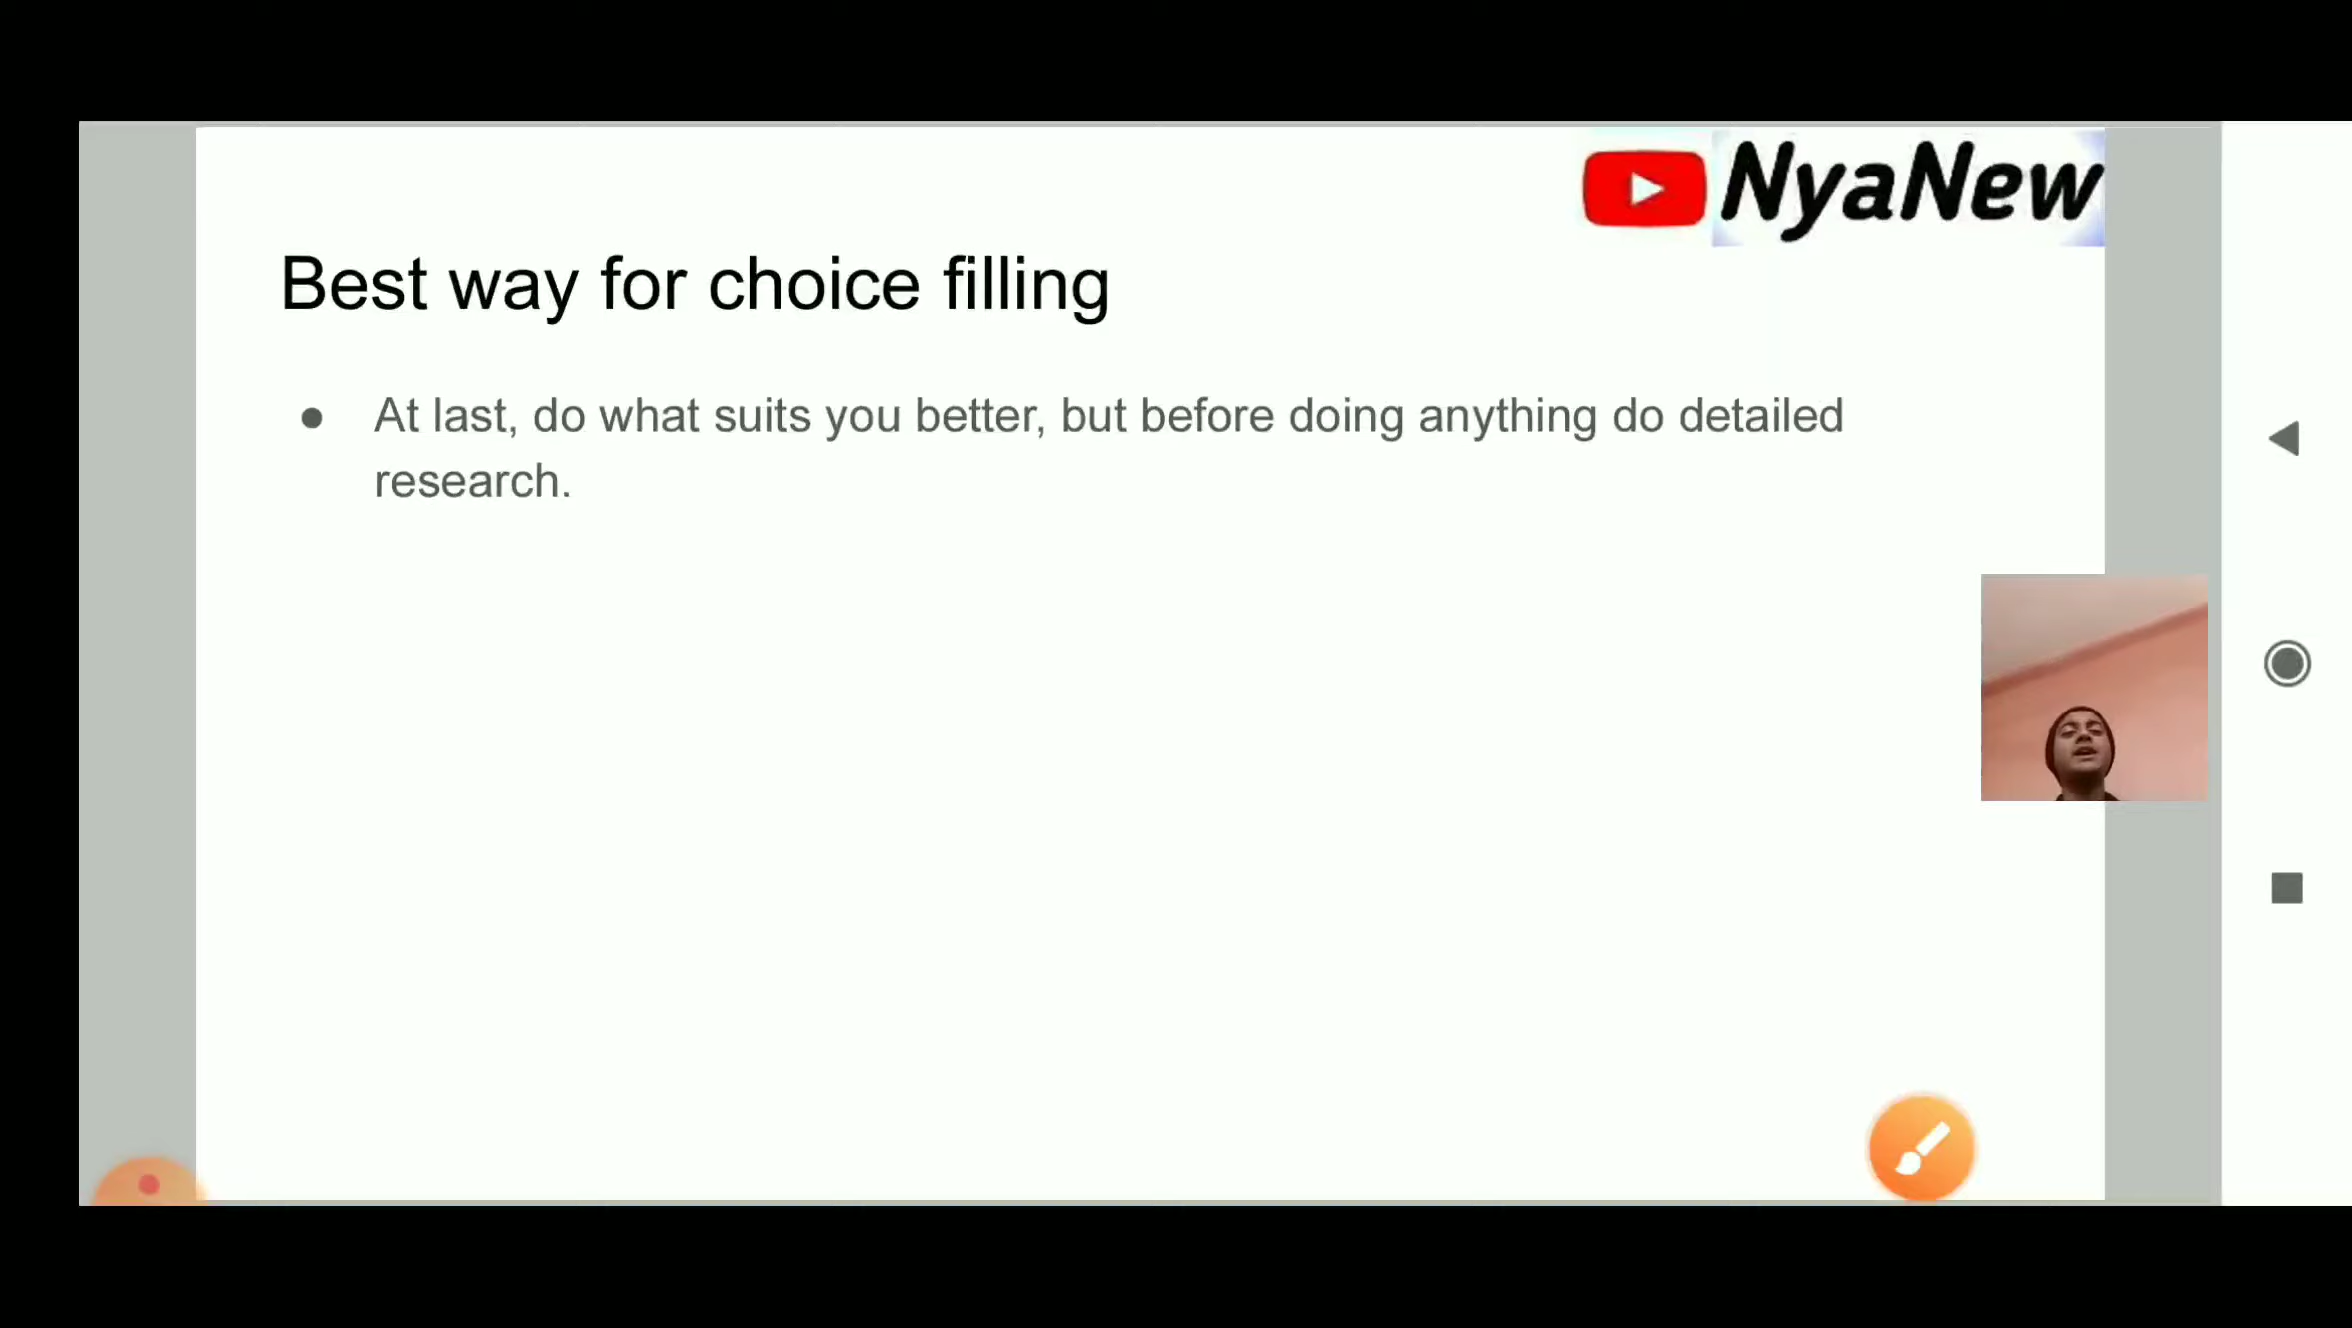 NyaNew
Best way for choice filling
At last, do what suits you better, but before doing anything do detailed
research.